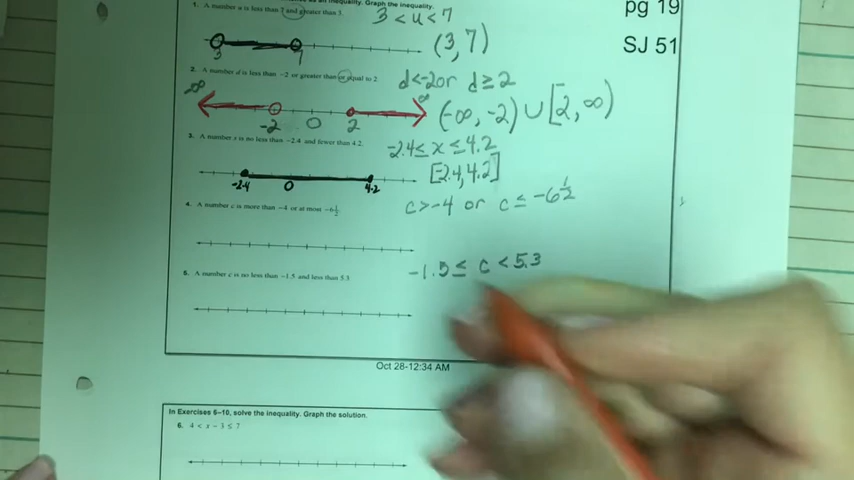 an inequality. Graph the inequality.
pg 19
1. A number u is less than 7 and greater than 3.
3 < u < 7
(3, 7)
SJ 51
3 7
2. A number d is less than −2 or greater than or equal to 2.
d < -2 or d ≥ 2
∞ ∞
(-∞, -2) ∪ [2, ∞)
-2 0 2
3. A number x is no less than −2.4 and fewer than 4.2.
-2.4 ≤ x ≤ 4.2
[-2.4, 4.2]
-2.4 0 4.2
4. A number c is more than −4 or at most −6½.
c > -4 or c ≤ -6½
5. A number c is no less than −1.5 and less than 5.3.
-1.5 ≤ c < 5.3
Oct 28-12:34 AM
In Exercises 6–10, solve the inequality. Graph the solution.
6. 4 < x − 3 ≤ 7